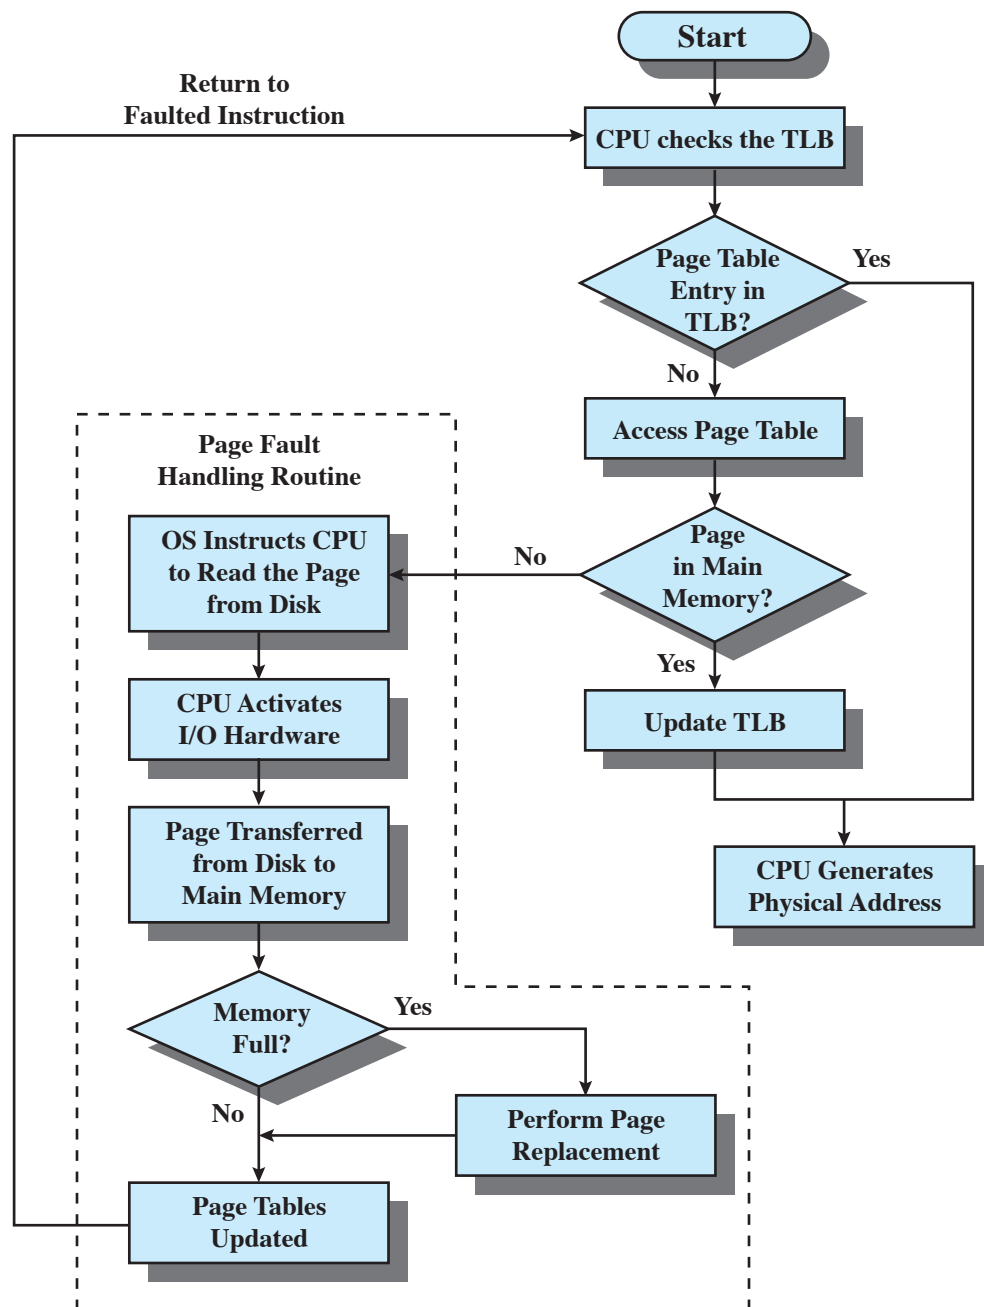 Start
Return to
Faulted Instruction
CPU checks the TLB
Page Table
Entry in
TLB?
Yes
No
Access Page Table
Page Fault
Handling Routine
Page
in Main
Memory?
No
OS Instructs CPU
to Read the Page
from Disk
Yes
Update TLB
CPU Activates
I/O Hardware
Page Transferred
from Disk to
Main Memory
CPU Generates
Physical Address
Memory
Full?
Yes
No
Perform Page
Replacement
Page Tables
Updated